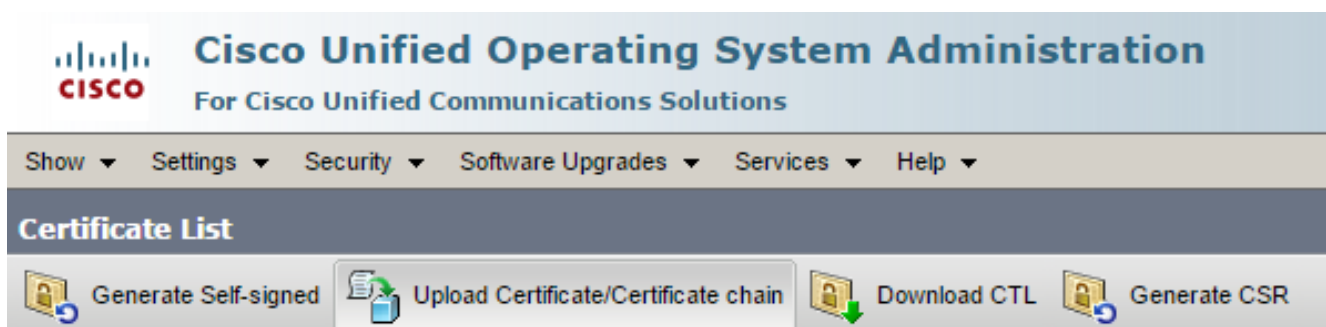 CISCO
Cisco Unified Operating System Administration
For Cisco Unified Communications Solutions
Show Settings Security Software Upgrades Services Help
Certificate List
Generate Self-signed Upload Certificate/Certificate chain Download CTL Generate CSR